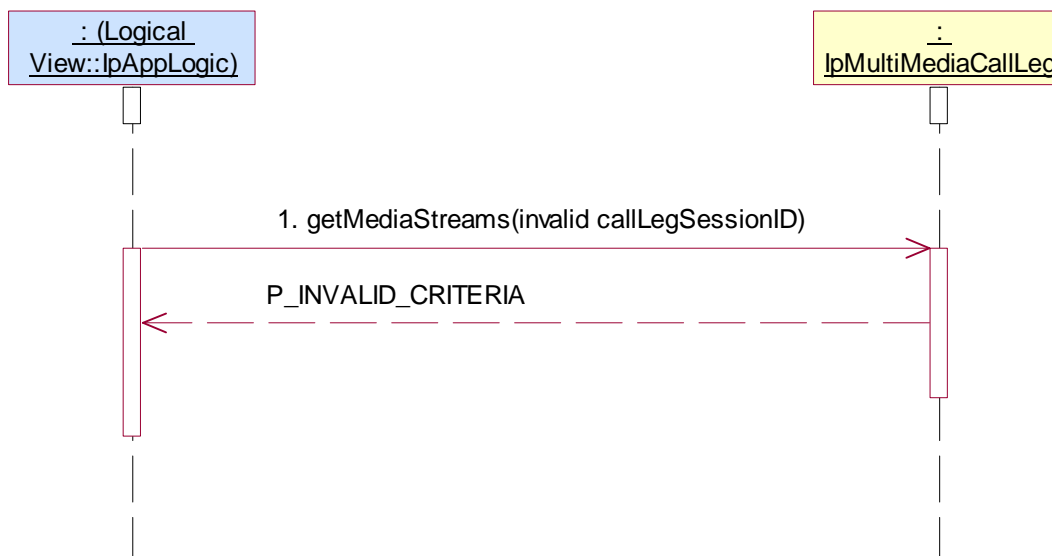 : (Logical
View::IpAppLogic)
:
IpMultiMediaCallLeg
1. getMediaStreams(invalid callLegSessionID)
P_INVALID_CRITERIA